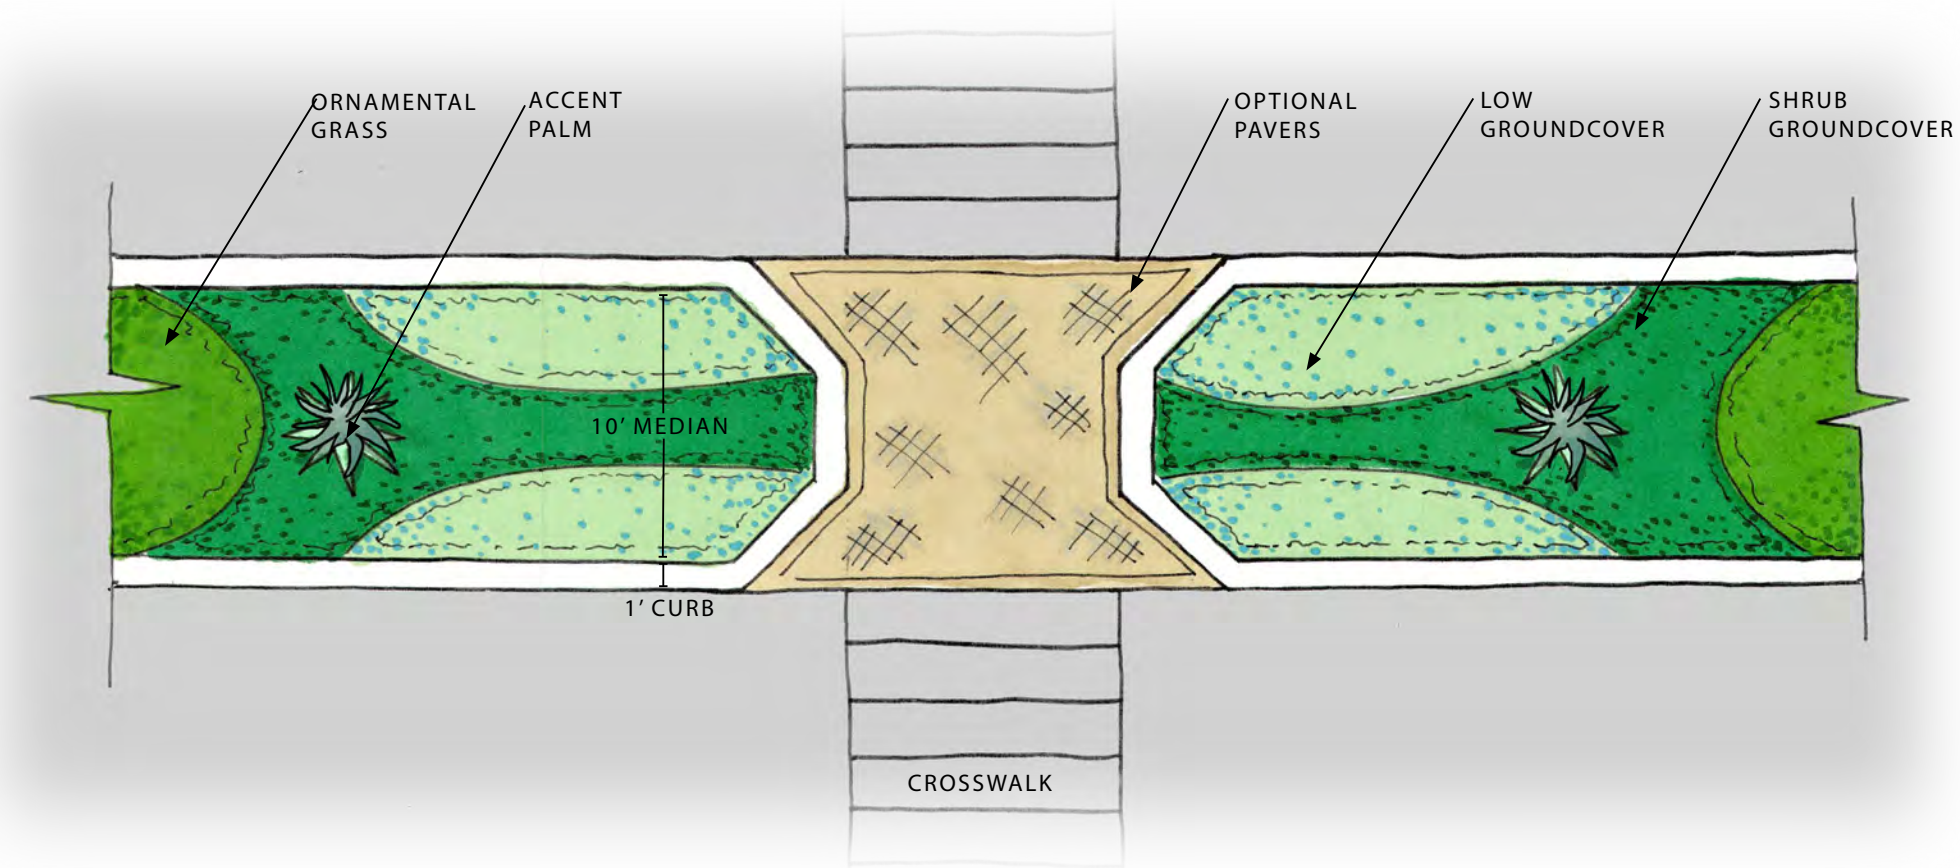 ORNAMENTAL
GRASS
ACCENT
PALM
OPTIONAL
PAVERS
LOW
GROUNDCOVER
SHRUB
GROUNDCOVER
10’ MEDIAN
1’ CURB
CROSSWALK